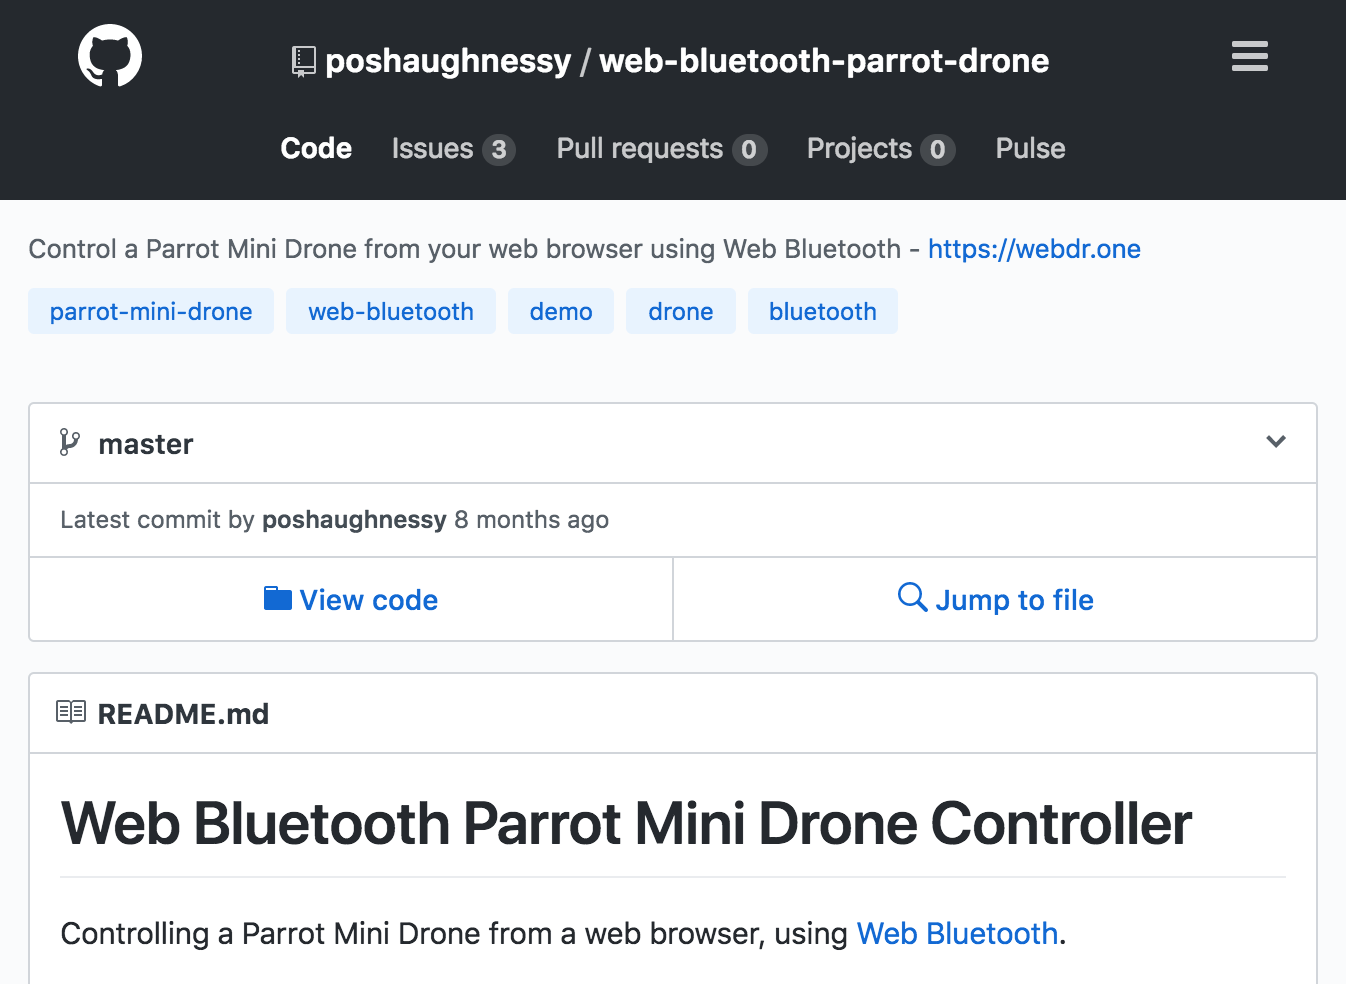 poshaughnessy / web-bluetooth-parrot-drone
Code Issues 3 Pull requests 0 Projects 0 Pulse
Control a Parrot Mini Drone from your web browser using Web Bluetooth - https://webdr.one
parrot-mini-drone web-bluetooth demo drone bluetooth
master
Latest commit by poshaughnessy 8 months ago
View code Jump to file
README.md
Web Bluetooth Parrot Mini Drone Controller
Controlling a Parrot Mini Drone from a web browser, using Web Bluetooth.